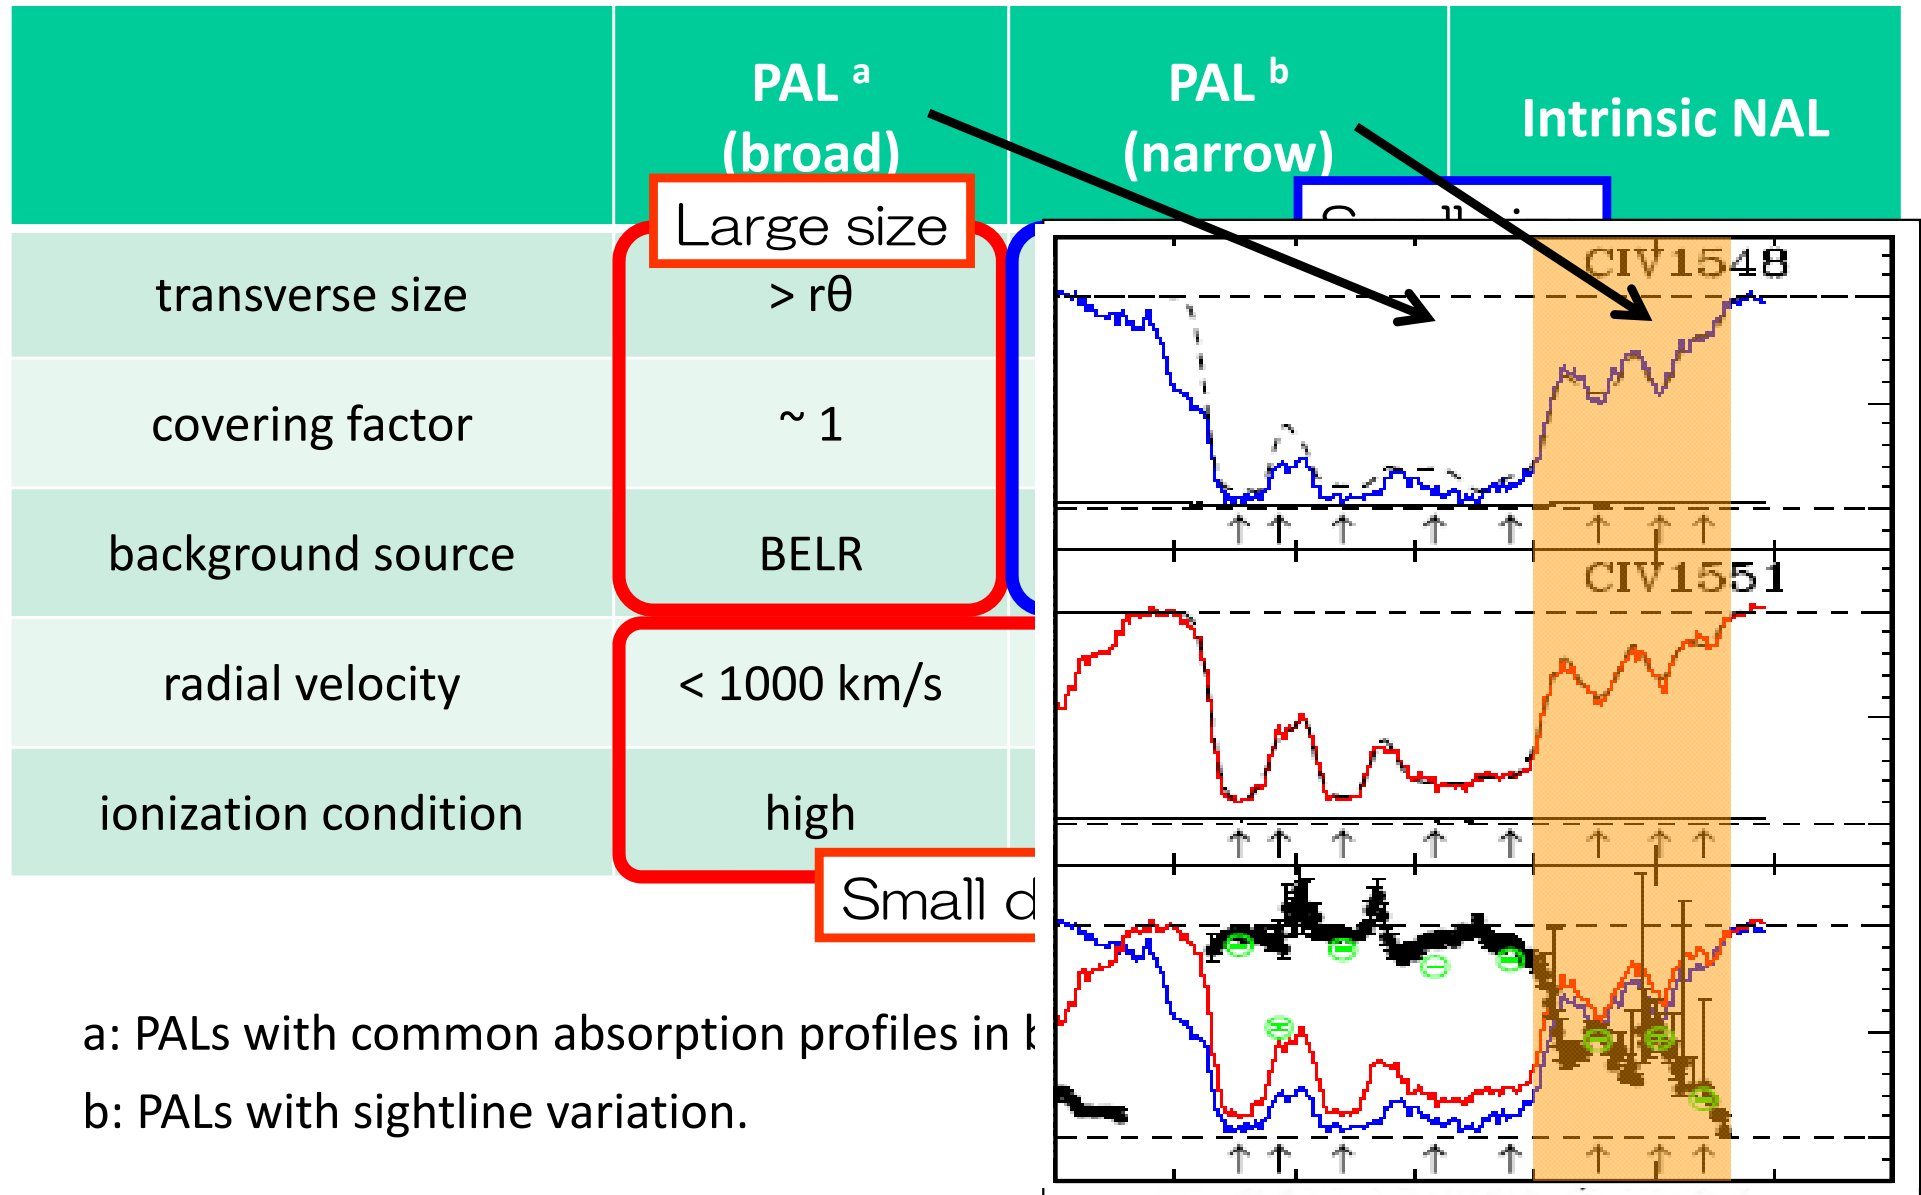 PAL a
(broad)
PAL b
(narrow)
Intrinsic NAL
Large size
transverse size
> rθ
covering factor
~ 1
background source
BELR
radial velocity
< 1000 km/s
ionization condition
high
Small d
CIV1548
CIV1551
a: PALs with common absorption profiles in b
b: PALs with sightline variation.